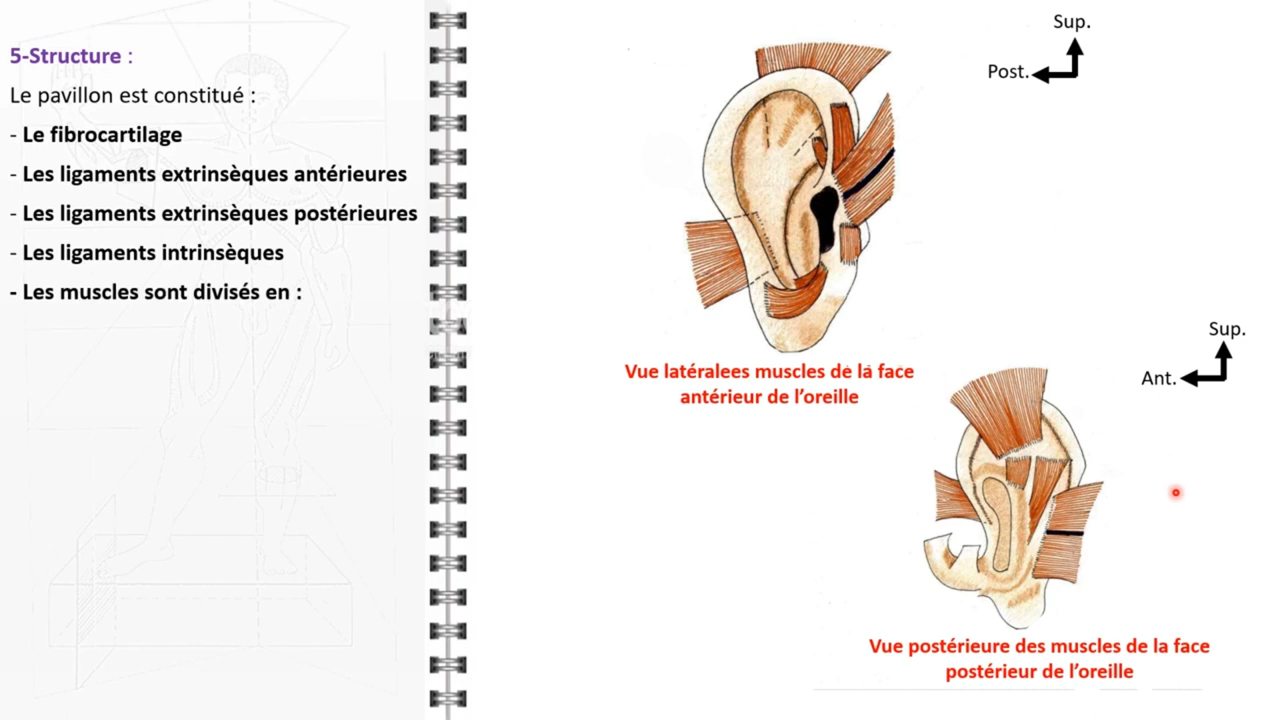 5-Structure :
Le pavillon est constitué :
- Le fibrocartilage
- Les ligaments extrinsèques antérieures
- Les ligaments extrinsèques postérieures
- Les ligaments intrinsèques
- Les muscles sont divisés en :
Sup.
Post.
Vue latéralees muscles de la face
antérieur de l’oreille
Sup.
Ant.
Vue postérieure des muscles de la face
postérieur de l’oreille